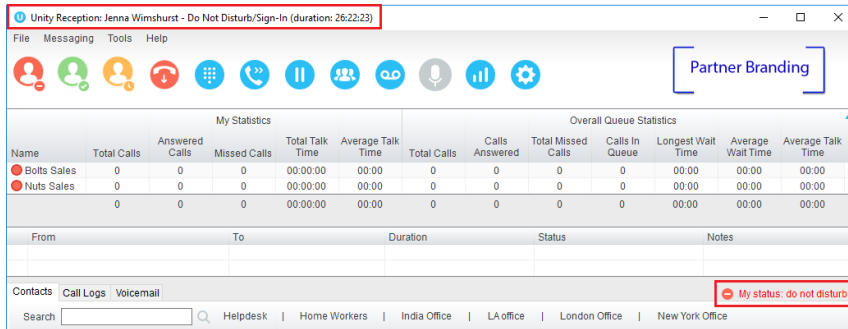 Unity Reception: Jenna Wimshurst - Do Not Disturb/Sign-In (duration: 26:22:23)
File Messaging Tools Help
Partner Branding
My Statistics Overall Queue Statistics
Name Total Calls Answered Calls Missed Calls Total Talk Time Average Talk Time Total Calls Calls Answered Total Missed Calls Calls In Queue Longest Wait Time Average Wait Time Average Talk Time
Bolts Sales 0 0 0 00:00:00 00:00 0 0 0 0 00:00 00:00 00:00
Nuts Sales 0 0 0 00:00:00 00:00 0 0 0 0 00:00 00:00 00:00
0 0 0 00:00:00 00:00 0 0 0 0 00:00 00:00 00:00
From To Duration Status Notes
Contacts Call Logs Voicemail My status: do not disturb
Search Helpdesk | Home Workers | India Office | LA office | London Office | New York Office